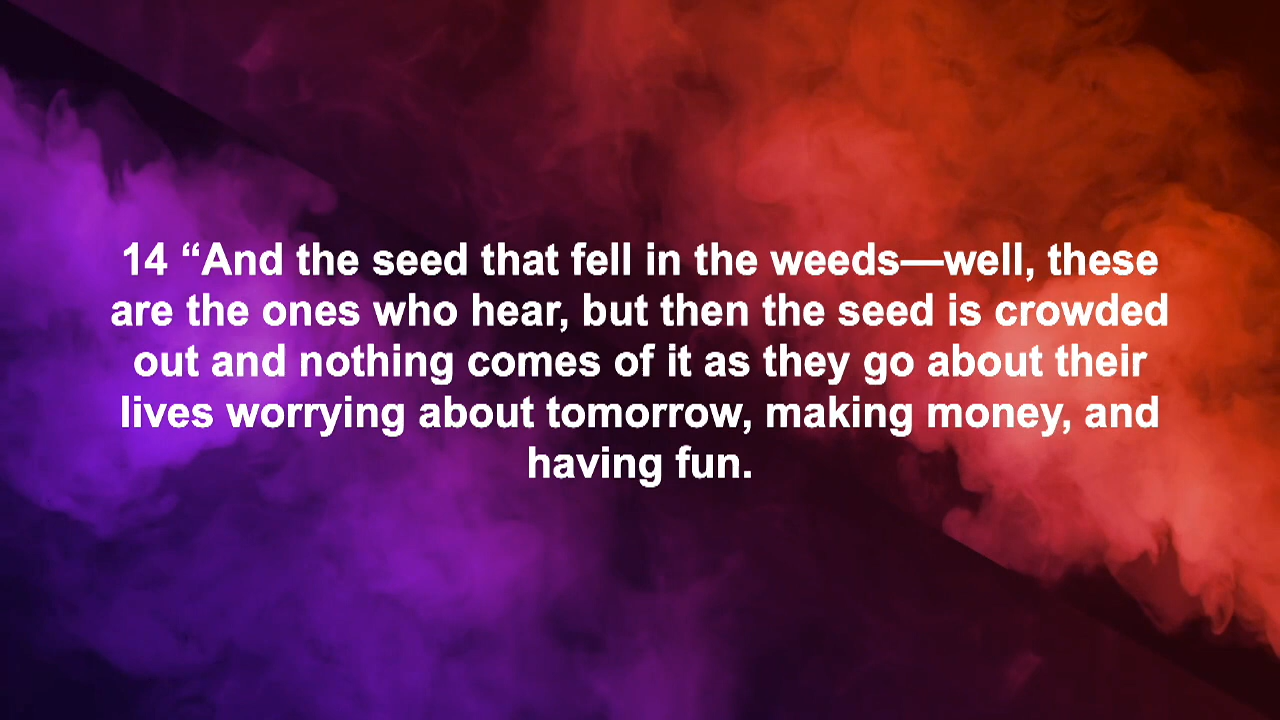 14 “And the seed that fell in the weeds—well, these
are the ones who hear, but then the seed is crowded
out and nothing comes of it as they go about their
lives worrying about tomorrow, making money, and
having fun.